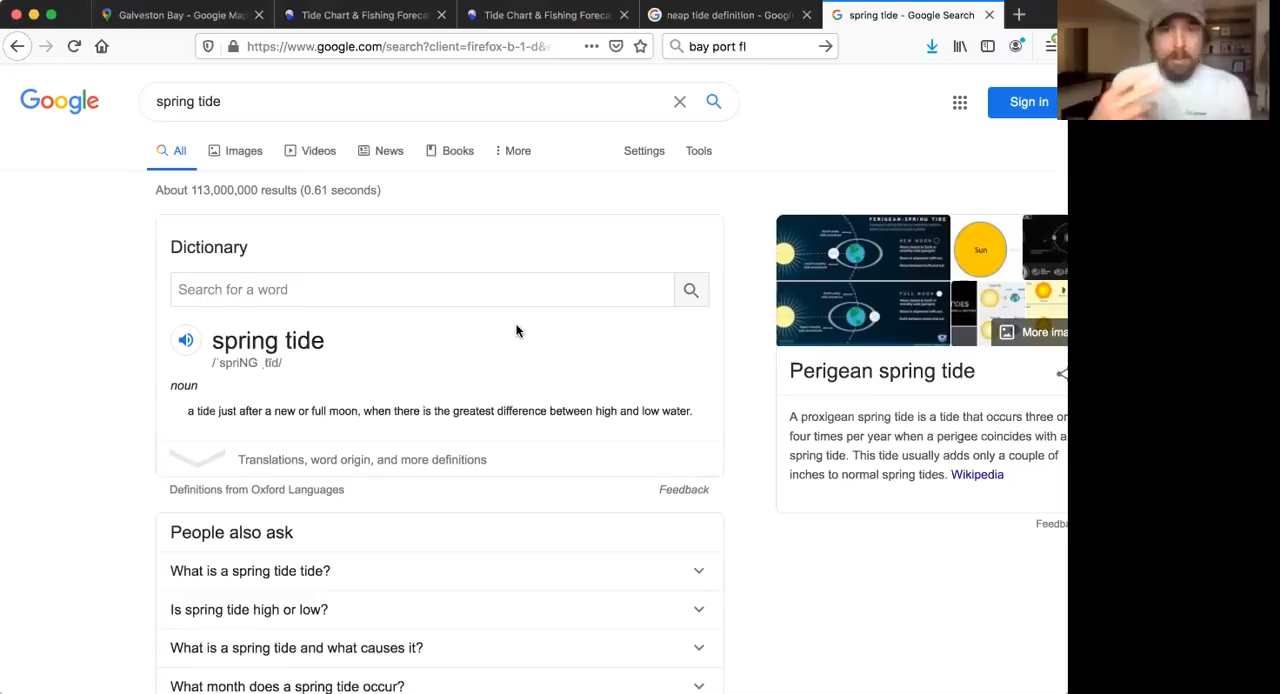 Galveston Bay - Google Map
Tide Chart & Fishing Foreca
Tide Chart & Fishing Foreca
neap tide definition - Googl
spring tide - Google Search
https://www.google.com/search?client=firefox-b-1-d&
bay port fl
Google
spring tide
Sign in
All
Images
Videos
News
Books
More
Settings
Tools
About 113,000,000 results (0.61 seconds)
Dictionary
Search for a word
spring tide
/ˈspriNG ˌtīd/
noun
a tide just after a new or full moon, when there is the greatest difference between high and low water.
Translations, word origin, and more definitions
Definitions from Oxford Languages
Feedback
People also ask
What is a spring tide tide?
Is spring tide high or low?
What is a spring tide and what causes it?
What month does a spring tide occur?
PERIGEAN-SPRING TIDE
NEW MOON
FULL MOON
Sun
More ima
Perigean spring tide
A proxigean spring tide is a tide that occurs three or
four times per year when a perigee coincides with a
spring tide. This tide usually adds only a couple of
inches to normal spring tides. Wikipedia
Feedba